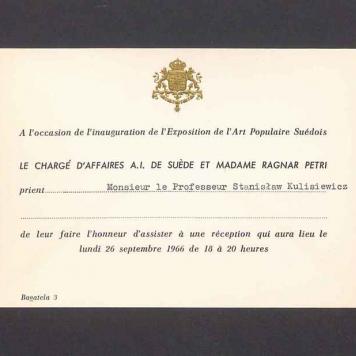 A l'occasion de l'inauguration de l'Exposition de l'Art Populaire Suédois
LE CHARGÉ D'AFFAIRES A.I. DE SUÈDE ET MADAME RAGNAR PETRI
prient Monsieur le Professeur Stanisław Kulisiewicz
de leur faire l'honneur d'assister à une réception qui aura lieu le
lundi 26 septembre 1966 de 18 à 20 heures
Bagatela 3